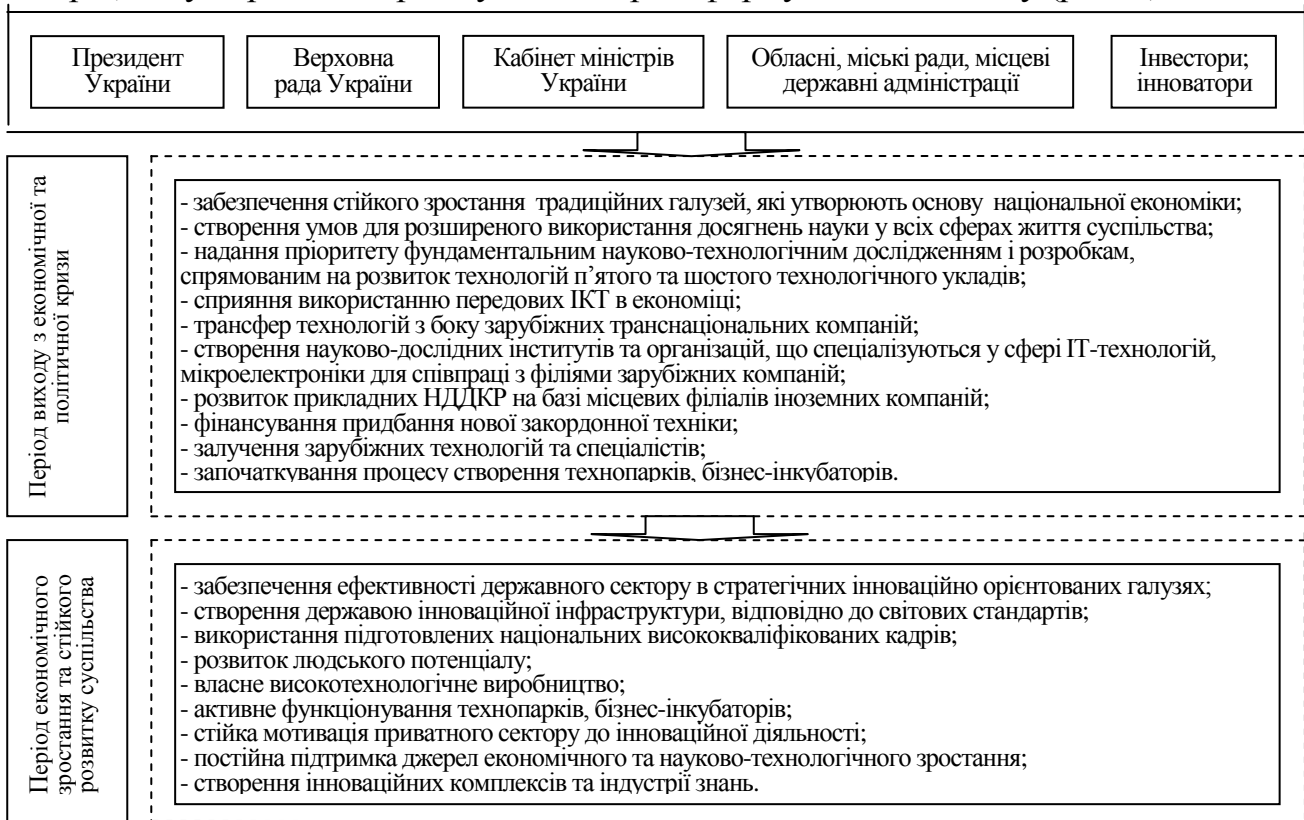 Президент
України
Верховна
рада України
Кабінет міністрів
України
Обласні, міські ради, місцеві
державні адміністрації
Інвестори;
інноватори
Період виходу з економічної та
політичної кризи
- забезпечення стійкого зростання традиційних галузей, які утворюють основу національної економіки;
- створення умов для розширеного використання досягнень науки у всіх сферах життя суспільства;
- надання пріоритету фундаментальним науково-технологічним дослідженням і розробкам,
спрямованим на розвиток технологій п’ятого та шостого технологічного укладів;
- сприяння використанню передових ІКТ в економіці;
- трансфер технологій з боку зарубіжних транснаціональних компаній;
- створення науково-дослідних інститутів та організацій, що спеціалізуються у сфері ІТ-технологій,
мікроелектроніки для співпраці з філіями зарубіжних компаній;
- розвиток прикладних НДДКР на базі місцевих філіалів іноземних компаній;
- фінансування придбання нової закордонної техніки;
- залучення зарубіжних технологій та спеціалістів;
- започаткування процесу створення технопарків, бізнес-інкубаторів.
Період економічного
зростання та стійкого
розвитку суспільства
- забезпечення ефективності державного сектору в стратегічних інноваційно орієнтованих галузях;
- створення державою інноваційної інфраструктури, відповідно до світових стандартів;
- використання підготовлених національних висококваліфікованих кадрів;
- розвиток людського потенціалу;
- власне високотехнологічне виробництво;
- активне функціонування технопарків, бізнес-інкубаторів;
- стійка мотивація приватного сектору до інноваційної діяльності;
- постійна підтримка джерел економічного та науково-технологічного зростання;
- створення інноваційних комплексів та індустрії знань.